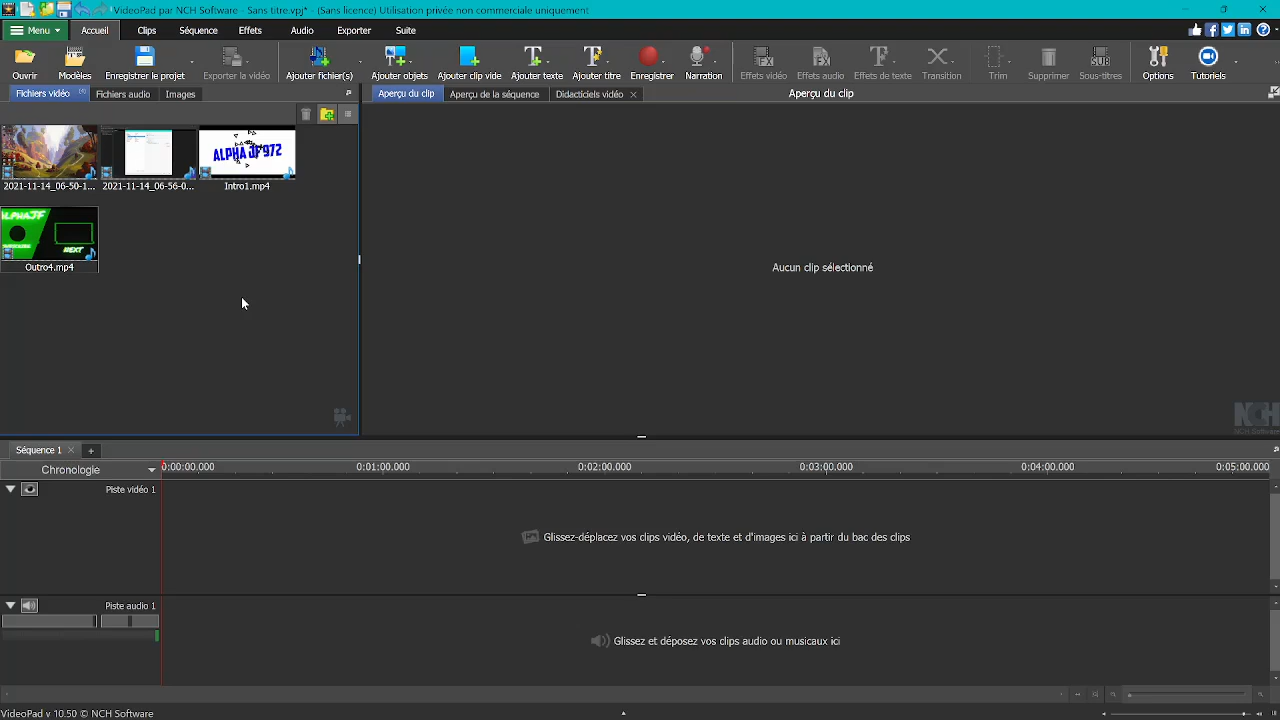 VideoPad par NCH Software - Sans titre.vpj* - (Sans licence) Utilisation privée non commerciale uniquement
Menu Accueil Clips Séquence Effets Audio Exporter Suite
Ouvrir Modèles Enregistrer le projet Exporter la vidéo Ajouter fichier(s) Ajouter objets Ajouter clip vide Ajouter texte Ajouter titre Enregistrer Narration Effets vidéo Effets audio Effets de texte Transition Trim Supprimer Sous-titres Options Tutoriels
Fichiers vidéo Fichiers audio Images
Aperçu du clip Aperçu de la séquence Didacticiels vidéo Aperçu du clip
ALPHA JF972
2021-11-14_06-50-1... 2021-11-14_06-56-0... Intro1.mp4
ALPHAJF
NEXT
Outro4.mp4
Aucun clip sélectionné
NCH
NCH Software
Séquence 1
Chronologie 0:00:00.000 0:01:00.000 0:02:00.000 0:03:00.000 0:04:00.000 0:05:00.000
Piste vidéo 1
Glissez-déplacez vos clips vidéo, de texte et d'images ici à partir du bac des clips
Piste audio 1
Glissez et déposez vos clips audio ou musicaux ici
VideoPad v 10.50 © NCH Software